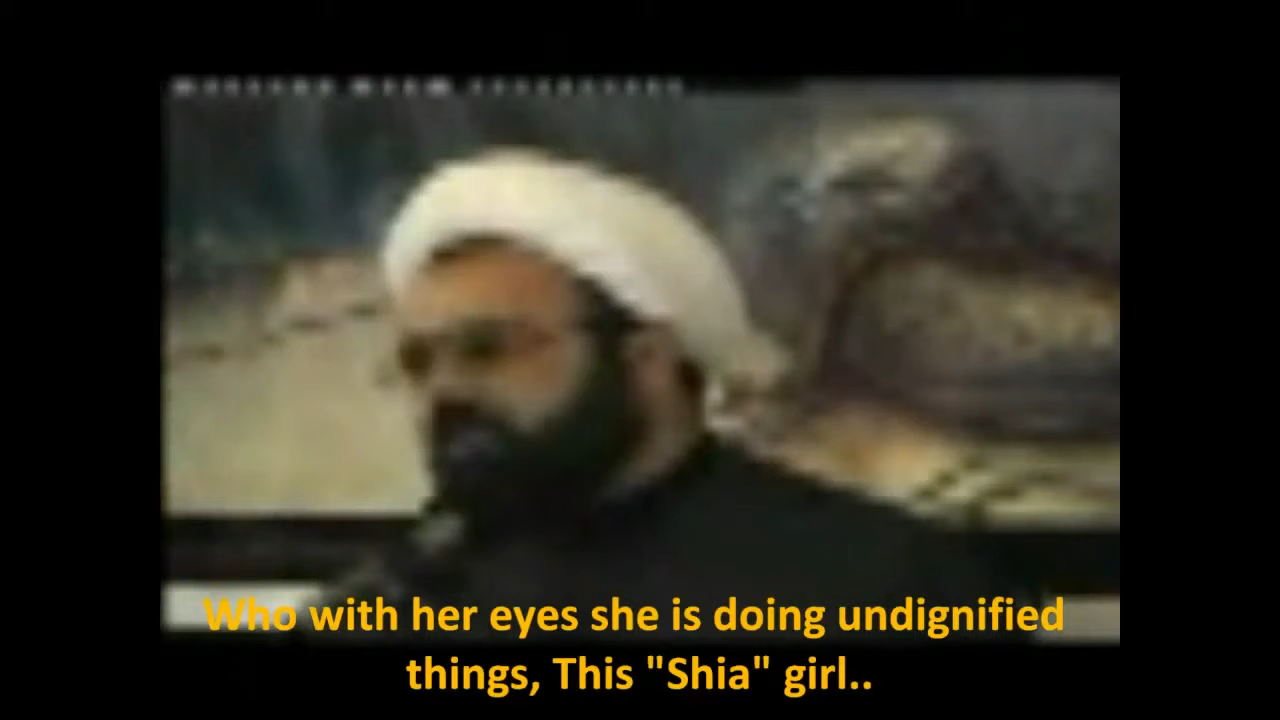 Who with her eyes she is doing undignified
things, This "Shia" girl..